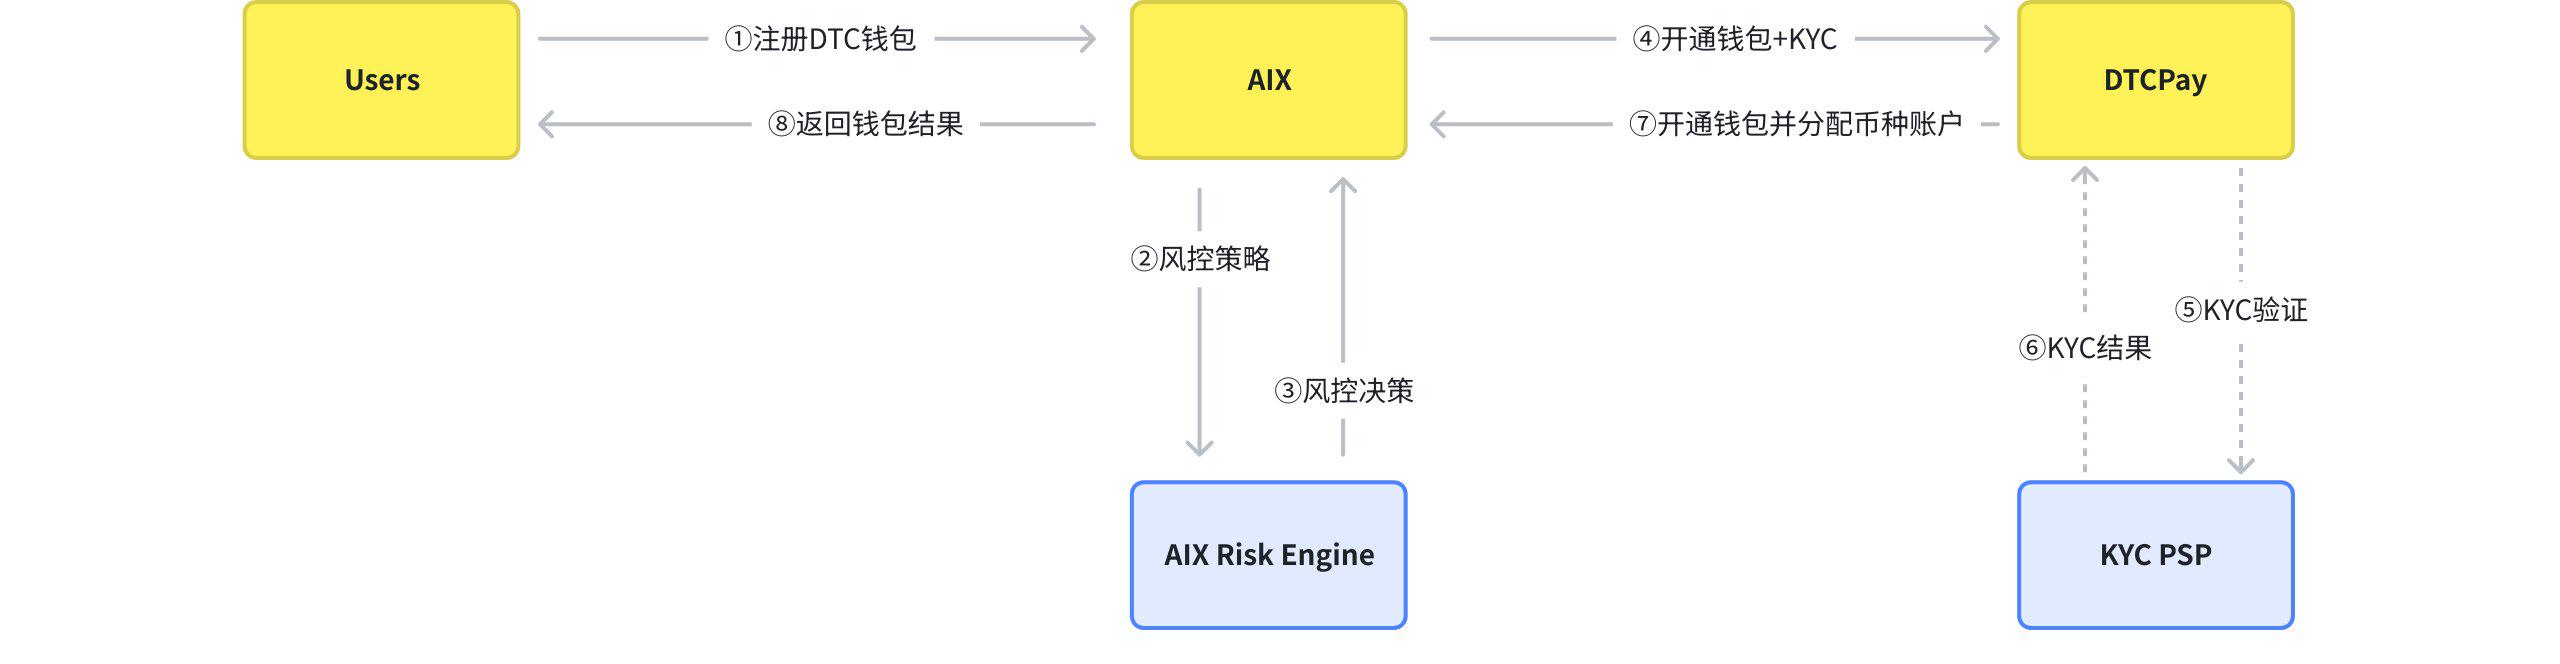 ①注册DTC钱包
④开通钱包+KYC
Users
AIX
DTCPay
⑧返回钱包结果
⑦开通钱包并分配币种账户
②风控策略
⑤KYC验证
⑥KYC结果
③风控决策
AIX Risk Engine
KYC PSP